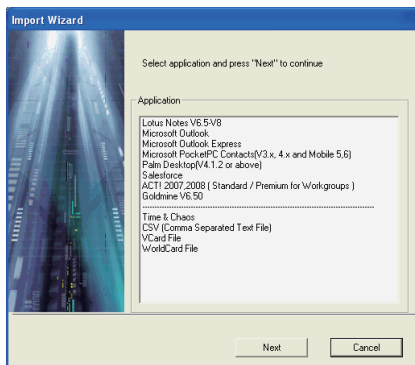 Import Wizard
Select application and press "Next" to continue
Application
Lotus Notes V6.5-V8
Microsoft Outlook
Microsoft Outlook Express
Microsoft PocketPC Contacts(V3.x, 4.x and Mobile 5,6)
Palm Desktop(V4.1.2 or above)
Salesforce
ACT! 2007,2008 ( Standard / Premium for Workgroups )
Goldmine V6.50
--------------------------------------------------------------------------------
Time & Chaos
CSV (Comma Separated Text File)
VCard File
WorldCard File
Next
Cancel